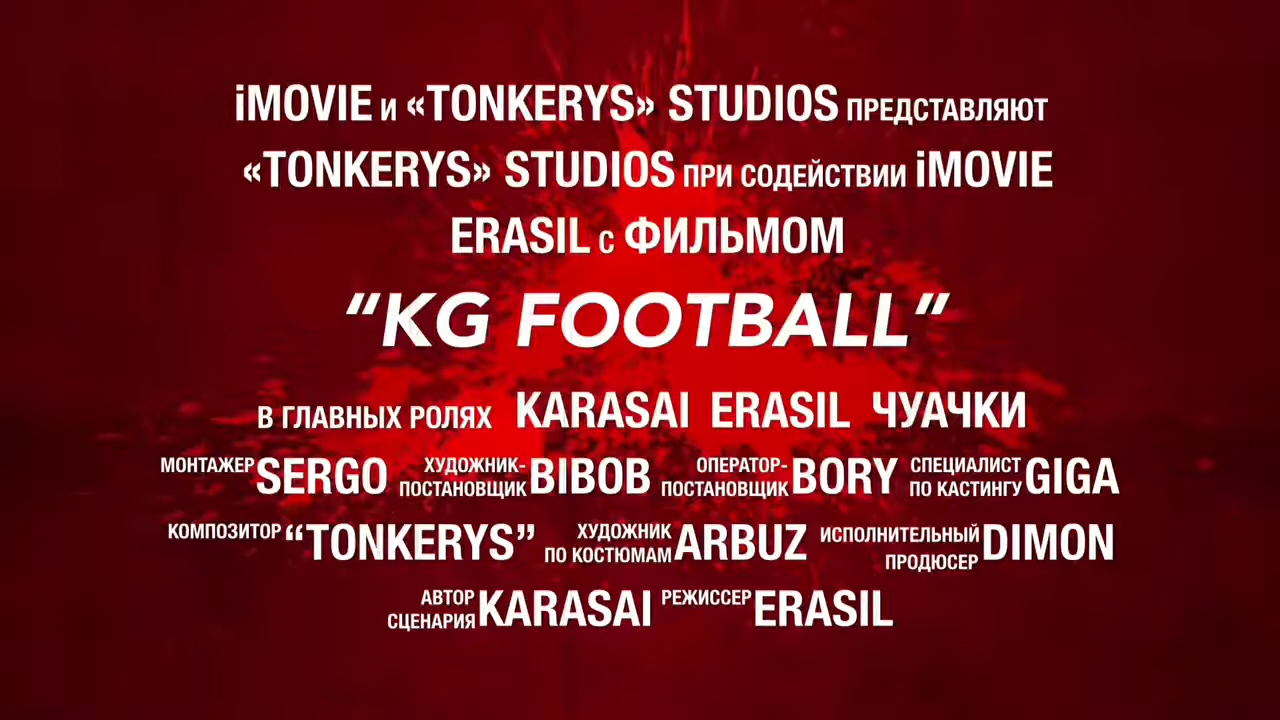 iMOVIE И «TONKERYS» STUDIOS ПРЕДСТАВЛЯЮТ
«TONKERYS» STUDIOS ПРИ СОДЕЙСТВИИ iMOVIE
ERASIL С ФИЛЬМОМ
“KG FOOTBALL”
В ГЛАВНЫХ РОЛЯХ KARASAI ERASIL ЧУАЧКИ
МОНТАЖЕР SERGO ХУДОЖНИК-ПОСТАНОВЩИК BIBOB ОПЕРАТОР-ПОСТАНОВЩИК BORY СПЕЦИАЛИСТ ПО КАСТИНГУ GIGA
КОМПОЗИТОР “TONKERYS” ХУДОЖНИК ПО КОСТЮМАМ ARBUZ ИСПОЛНИТЕЛЬНЫЙ ПРОДЮСЕР DIMON
АВТОР СЦЕНАРИЯ KARASAI РЕЖИССЕР ERASIL